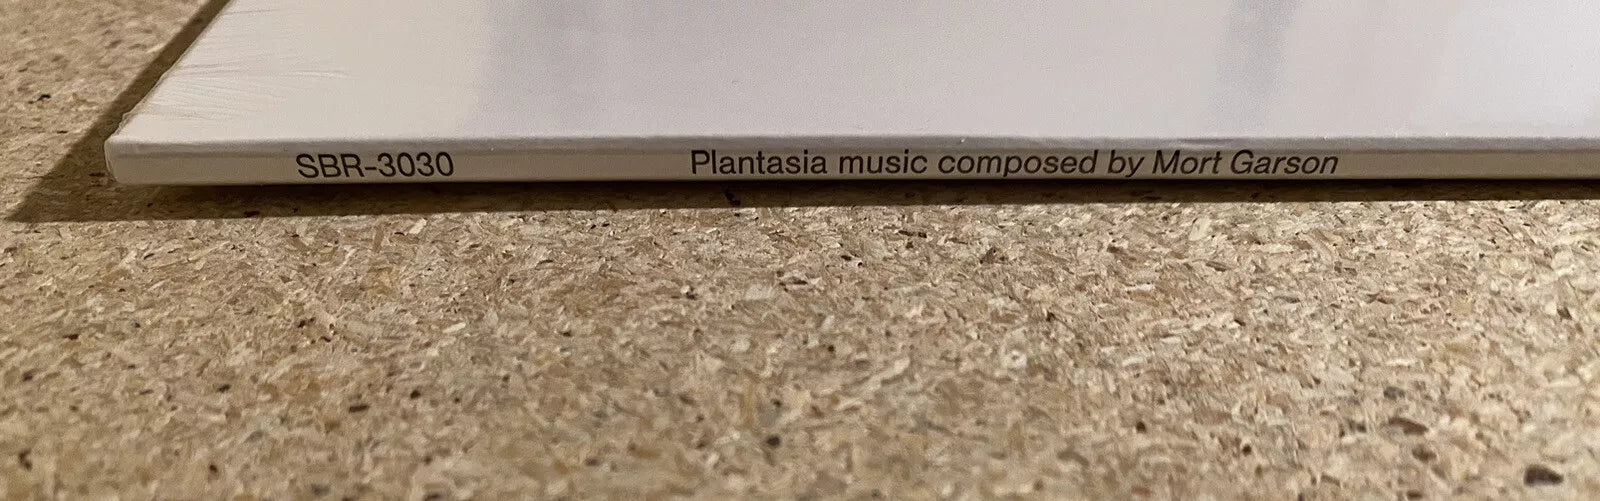 SBR-3030 Plantasia music composed by Mort Garson